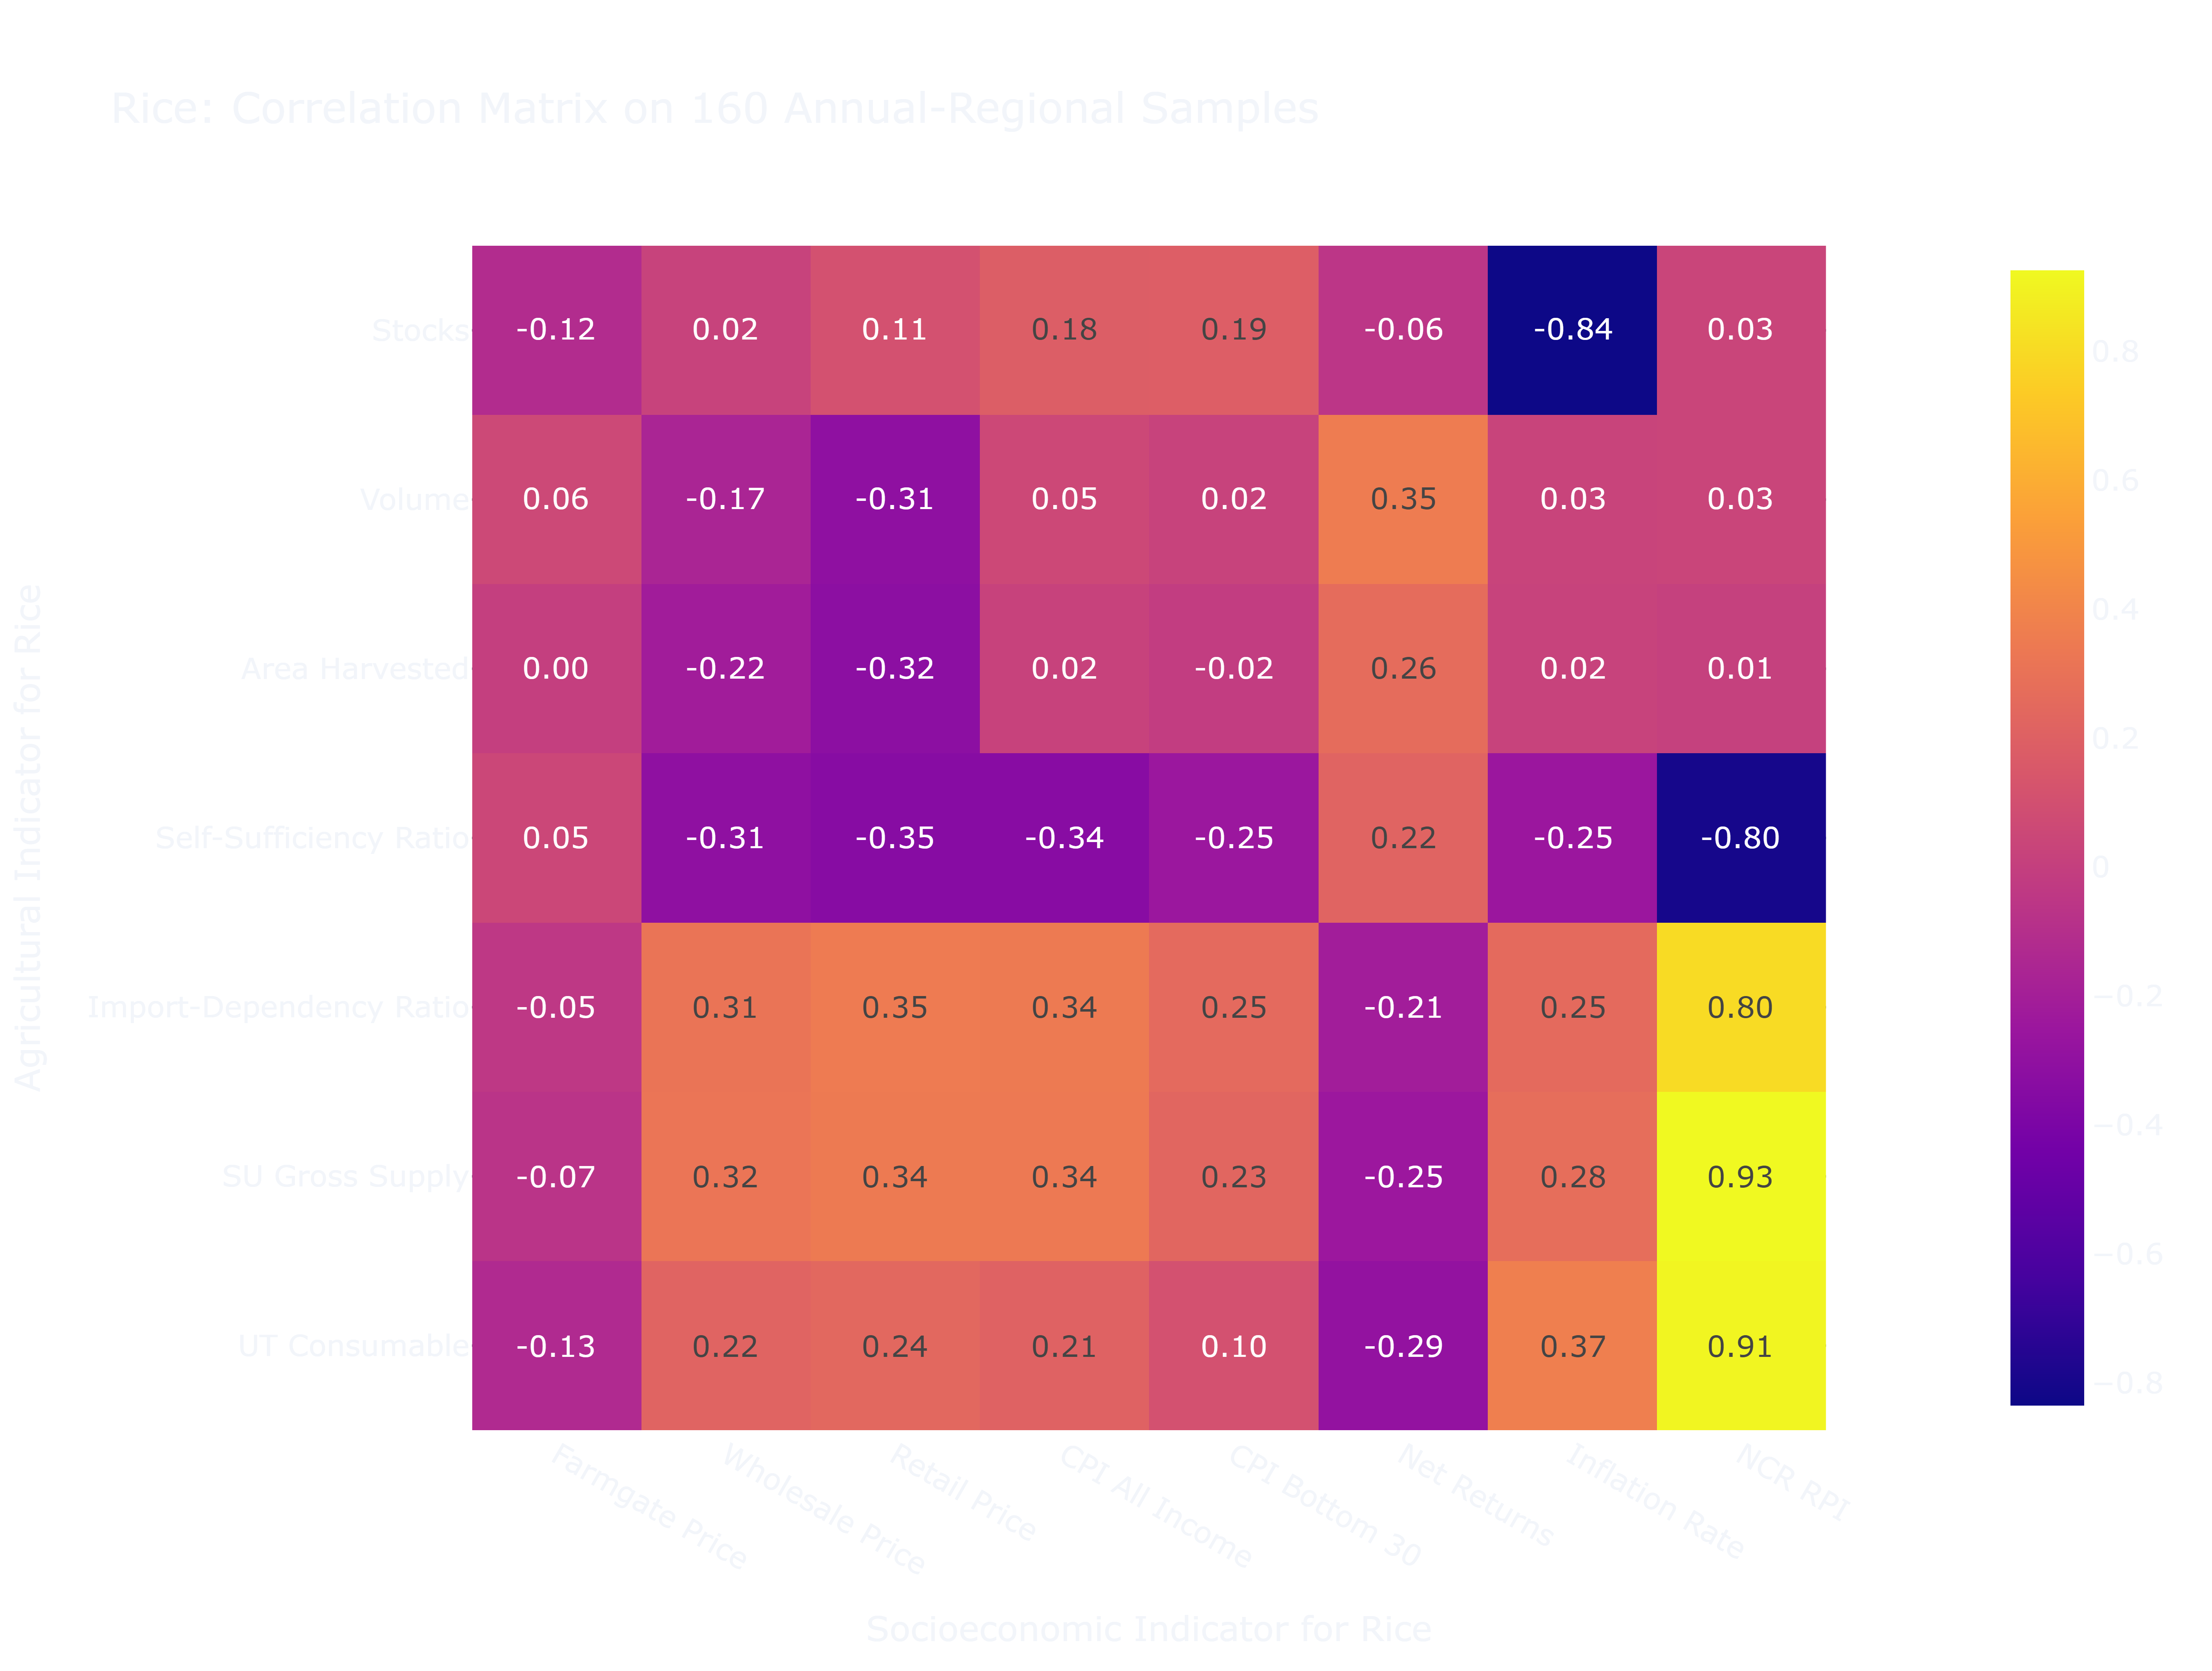 Rice: Correlation Matrix on 160 Annual-Regional Samples
Agricultural Indicator for Rice
Stocks -0.12 0.02 0.11 0.18 0.19 -0.06 -0.84 0.03
Volume 0.06 -0.17 -0.31 0.05 0.02 0.35 0.03 0.03
Area Harvested 0.00 -0.22 -0.32 0.02 -0.02 0.26 0.02 0.01
Self-Sufficiency Ratio 0.05 -0.31 -0.35 -0.34 -0.25 0.22 -0.25 -0.80
Import-Dependency Ratio -0.05 0.31 0.35 0.34 0.25 -0.21 0.25 0.80
SU Gross Supply -0.07 0.32 0.34 0.34 0.23 -0.25 0.28 0.93
UT Consumable -0.13 0.22 0.24 0.21 0.10 -0.29 0.37 0.91
Farmgate Price
Wholesale Price
Retail Price
CPI All Income
CPI Bottom 30
Net Returns
Inflation Rate
NCR RPI
Socioeconomic Indicator for Rice
0.8
0.6
0.4
0.2
0
−0.2
−0.4
−0.6
−0.8